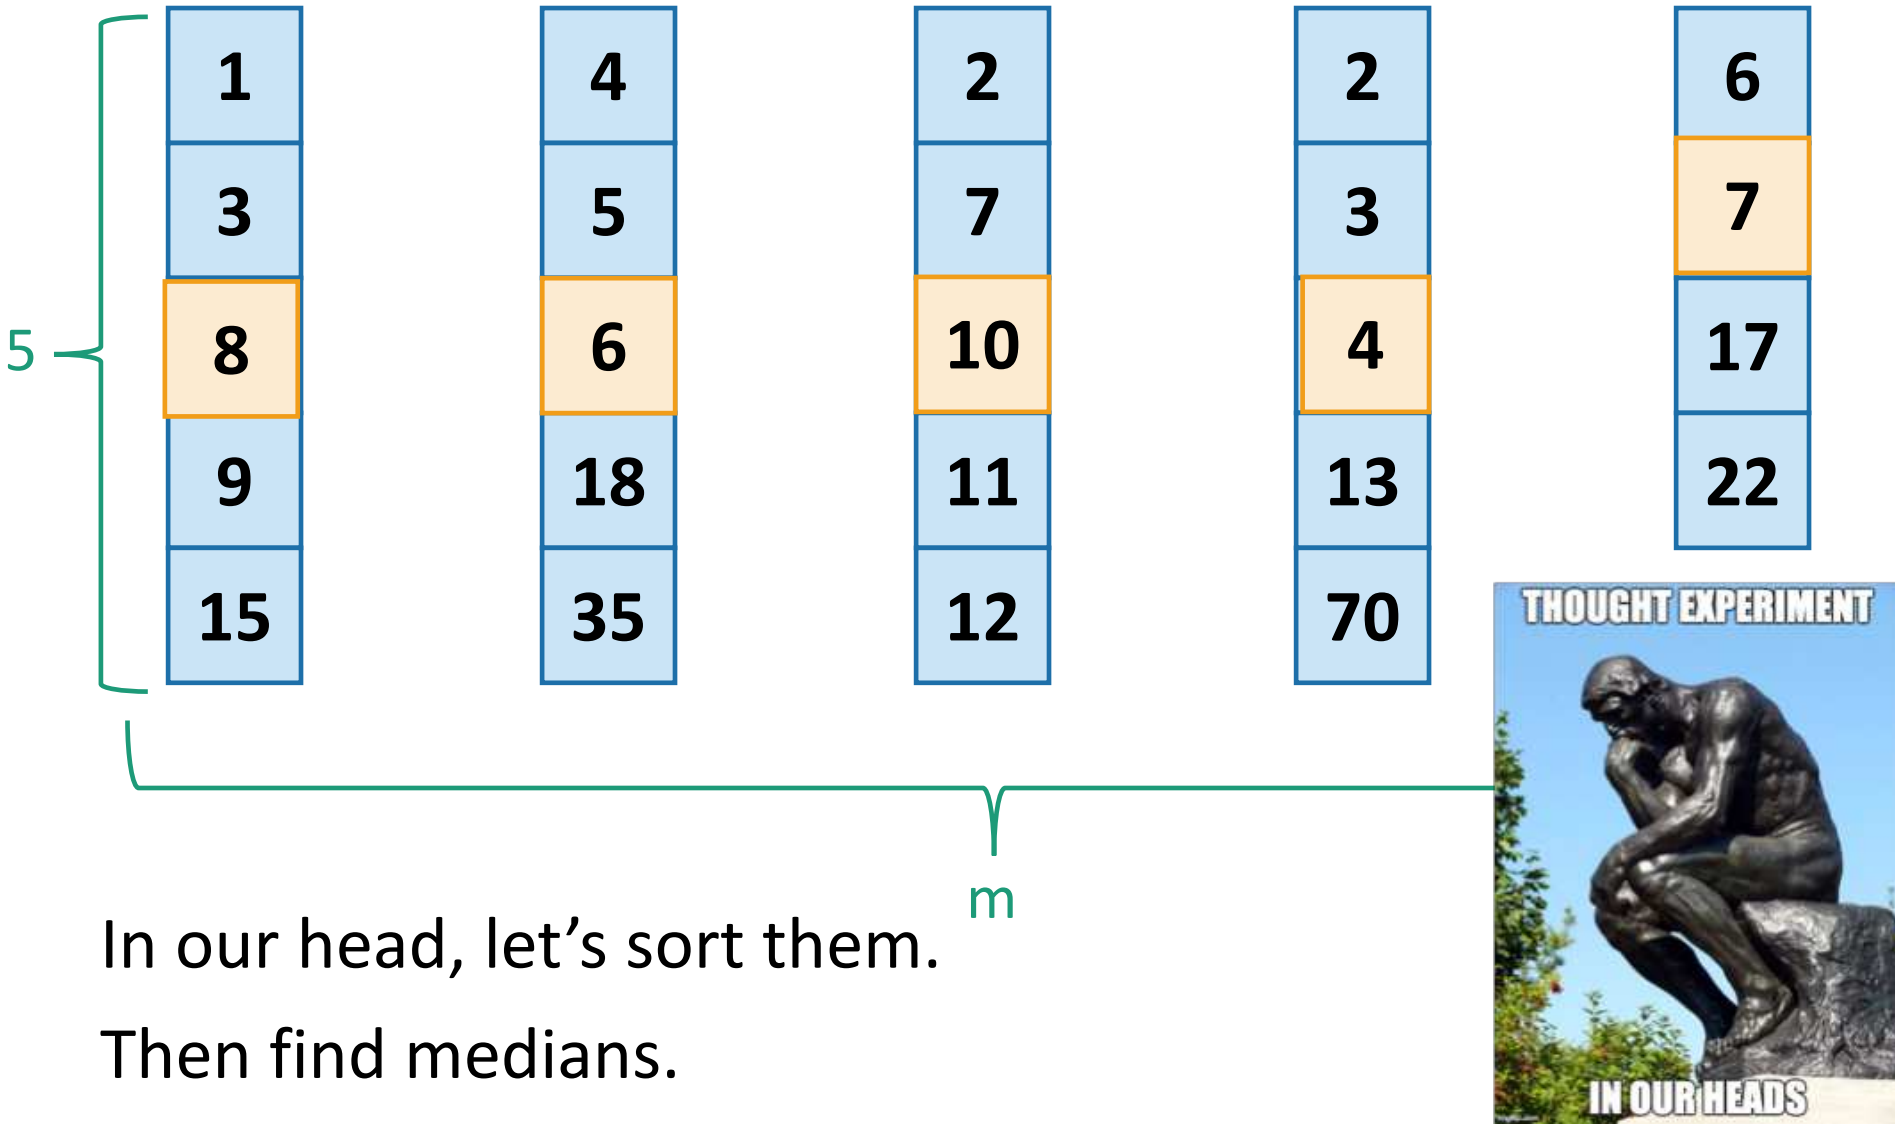 1 4 2 2 6
3 5 7 3 7
5 8 6 10 4 17
9 18 11 13 22
15 35 12 70
THOUGHT EXPERIMENT
m
In our head, let’s sort them.
Then find medians.
IN OUR HEADS